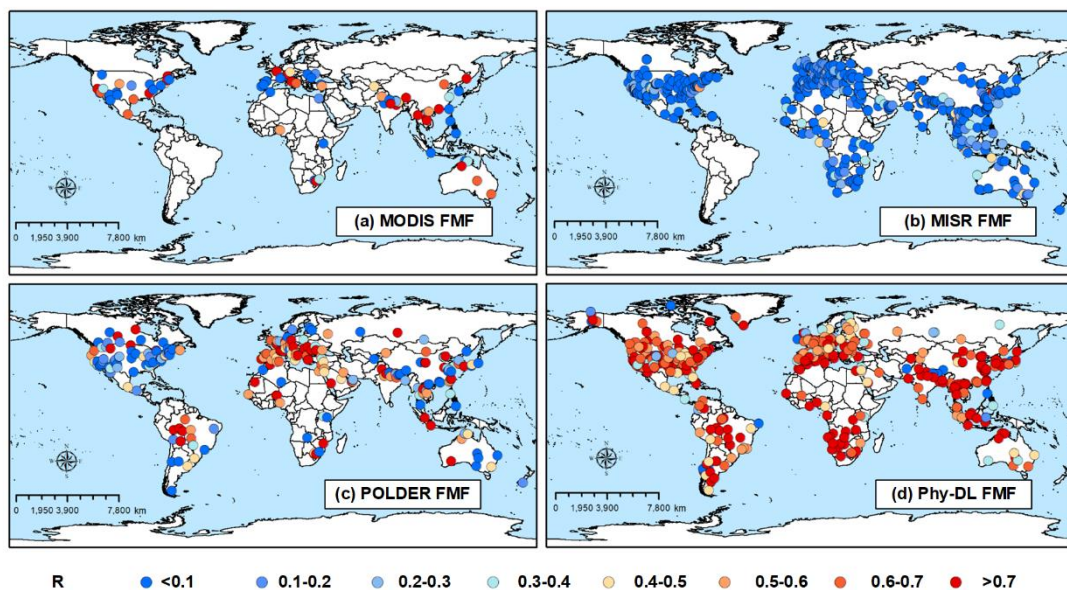 (a) MODIS FMF
0 1,950 3,900 7,800 km
(b) MISR FMF
0 1,950 3,900 7,800 km
(c) POLDER FMF
0 1,950 3,900 7,800 km
(d) Phy-DL FMF
0 1,950 3,900 7,800 km
R <0.1 0.1-0.2 0.2-0.3 0.3-0.4 0.4-0.5 0.5-0.6 0.6-0.7 >0.7